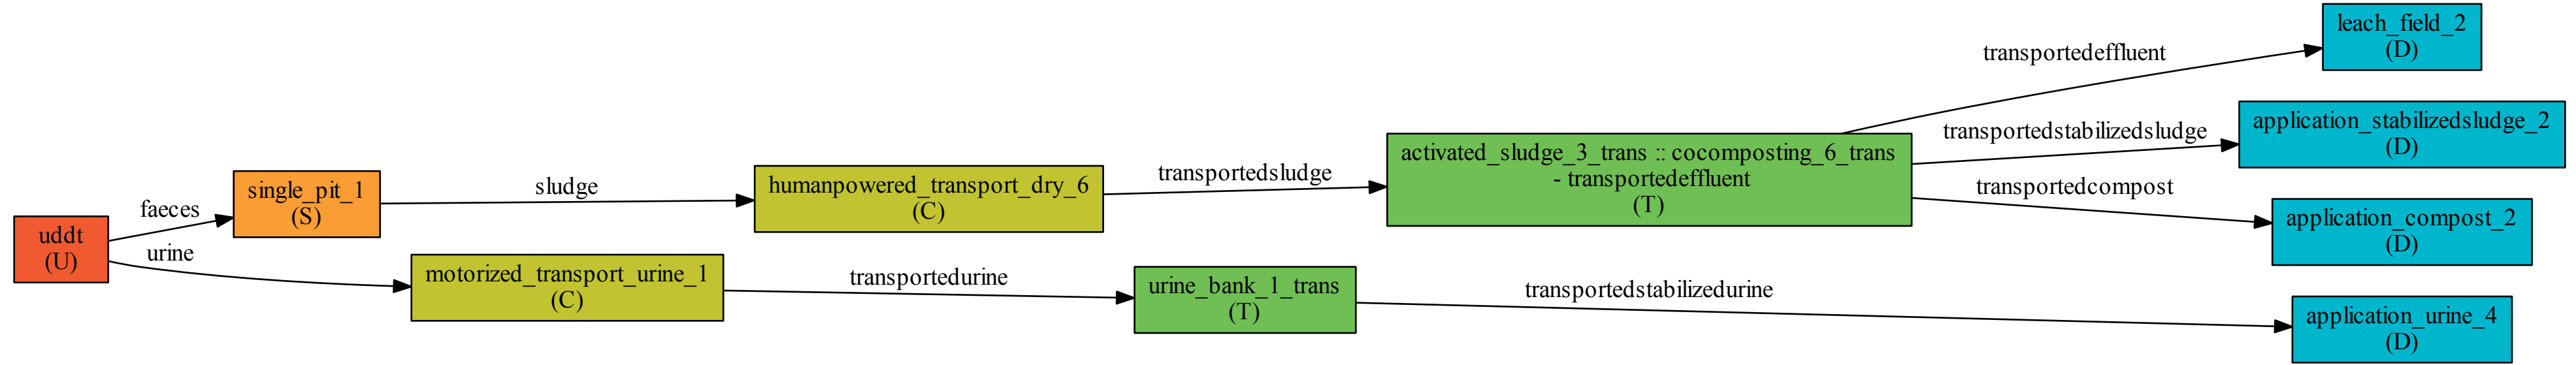 uddt
(U)
faeces
urine
single_pit_1
(S)
sludge
motorized_transport_urine_1
(C)
humanpowered_transport_dry_6
(C)
transportedsludge
transportedurine
urine_bank_1_trans
(T)
activated_sludge_3_trans :: cocomposting_6_trans
- transportedeffluent
(T)
transportedeffluent
transportedstabilizedsludge
transportedcompost
transportedstabilizedurine
leach_field_2
(D)
application_stabilizedsludge_2
(D)
application_compost_2
(D)
application_urine_4
(D)